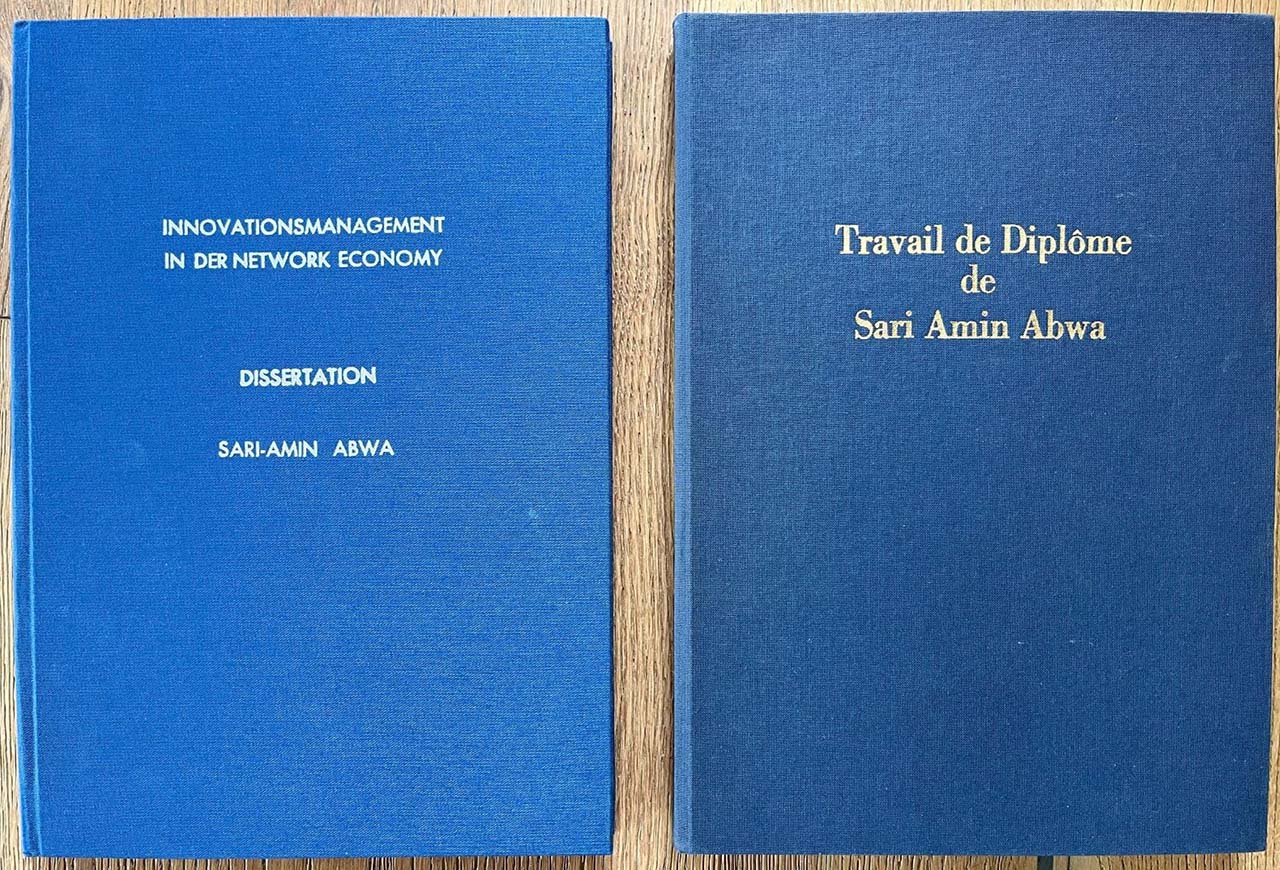 INNOVATIONSMANAGEMENT
IN DER NETWORK ECONOMY
DISSERTATION
SARI-AMIN ABWA
Travail de Diplôme
de
Sari Amin Abwa